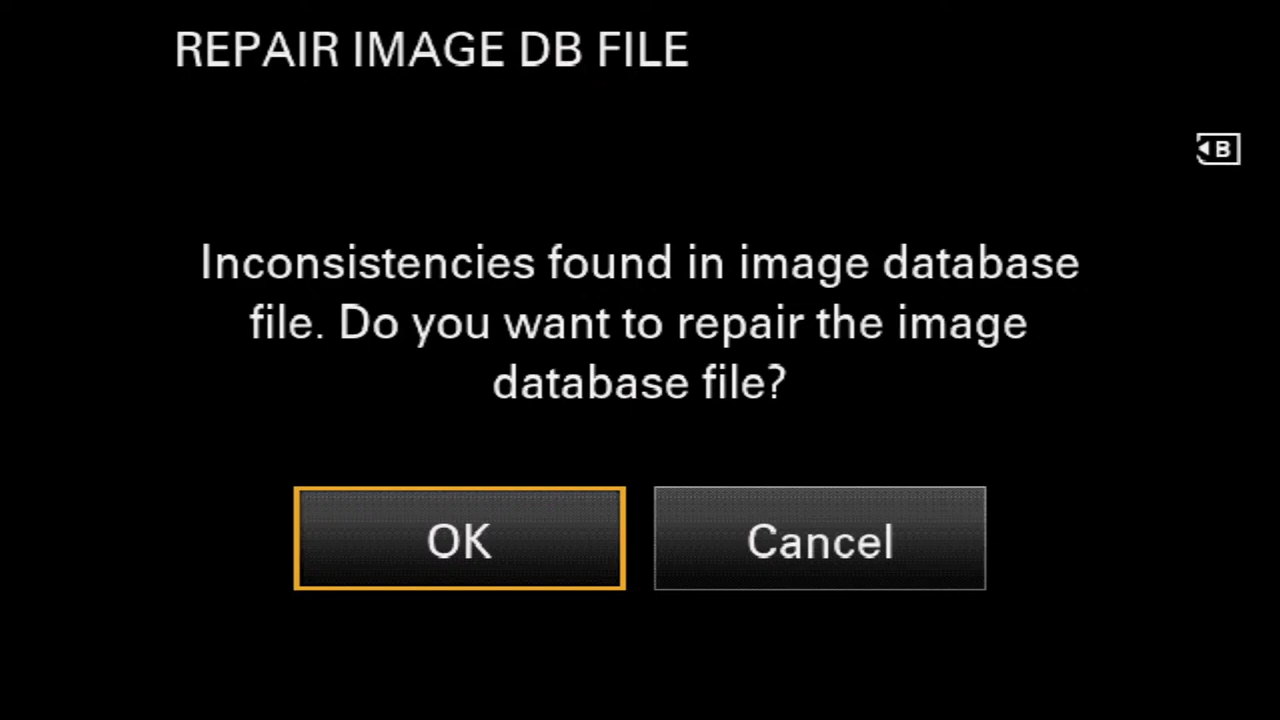 REPAIR IMAGE DB FILE
B
Inconsistencies found in image database
file. Do you want to repair the image
database file?
OK
Cancel